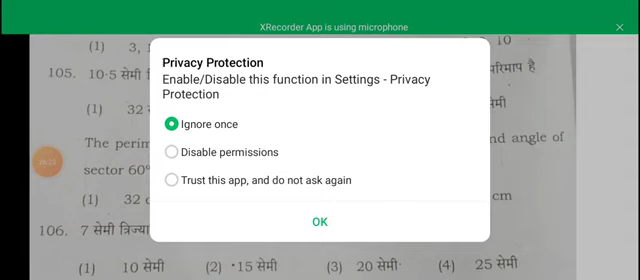 XRecorder App is using microphone
(1) 3, 10
105. 10·5 सेमी परिमाप है
(1) 32 सेमी
The perim nd angle of
sector 60°
(1) 32 c cm
106. 7 सेमी त्रिज्या
(1) 10 सेमी (2) 15 सेमी (3) 20 सेमी (4) 25 सेमी
Privacy Protection
Enable/Disable this function in Settings - Privacy
Protection
Ignore once
Disable permissions
Trust this app, and do not ask again
OK